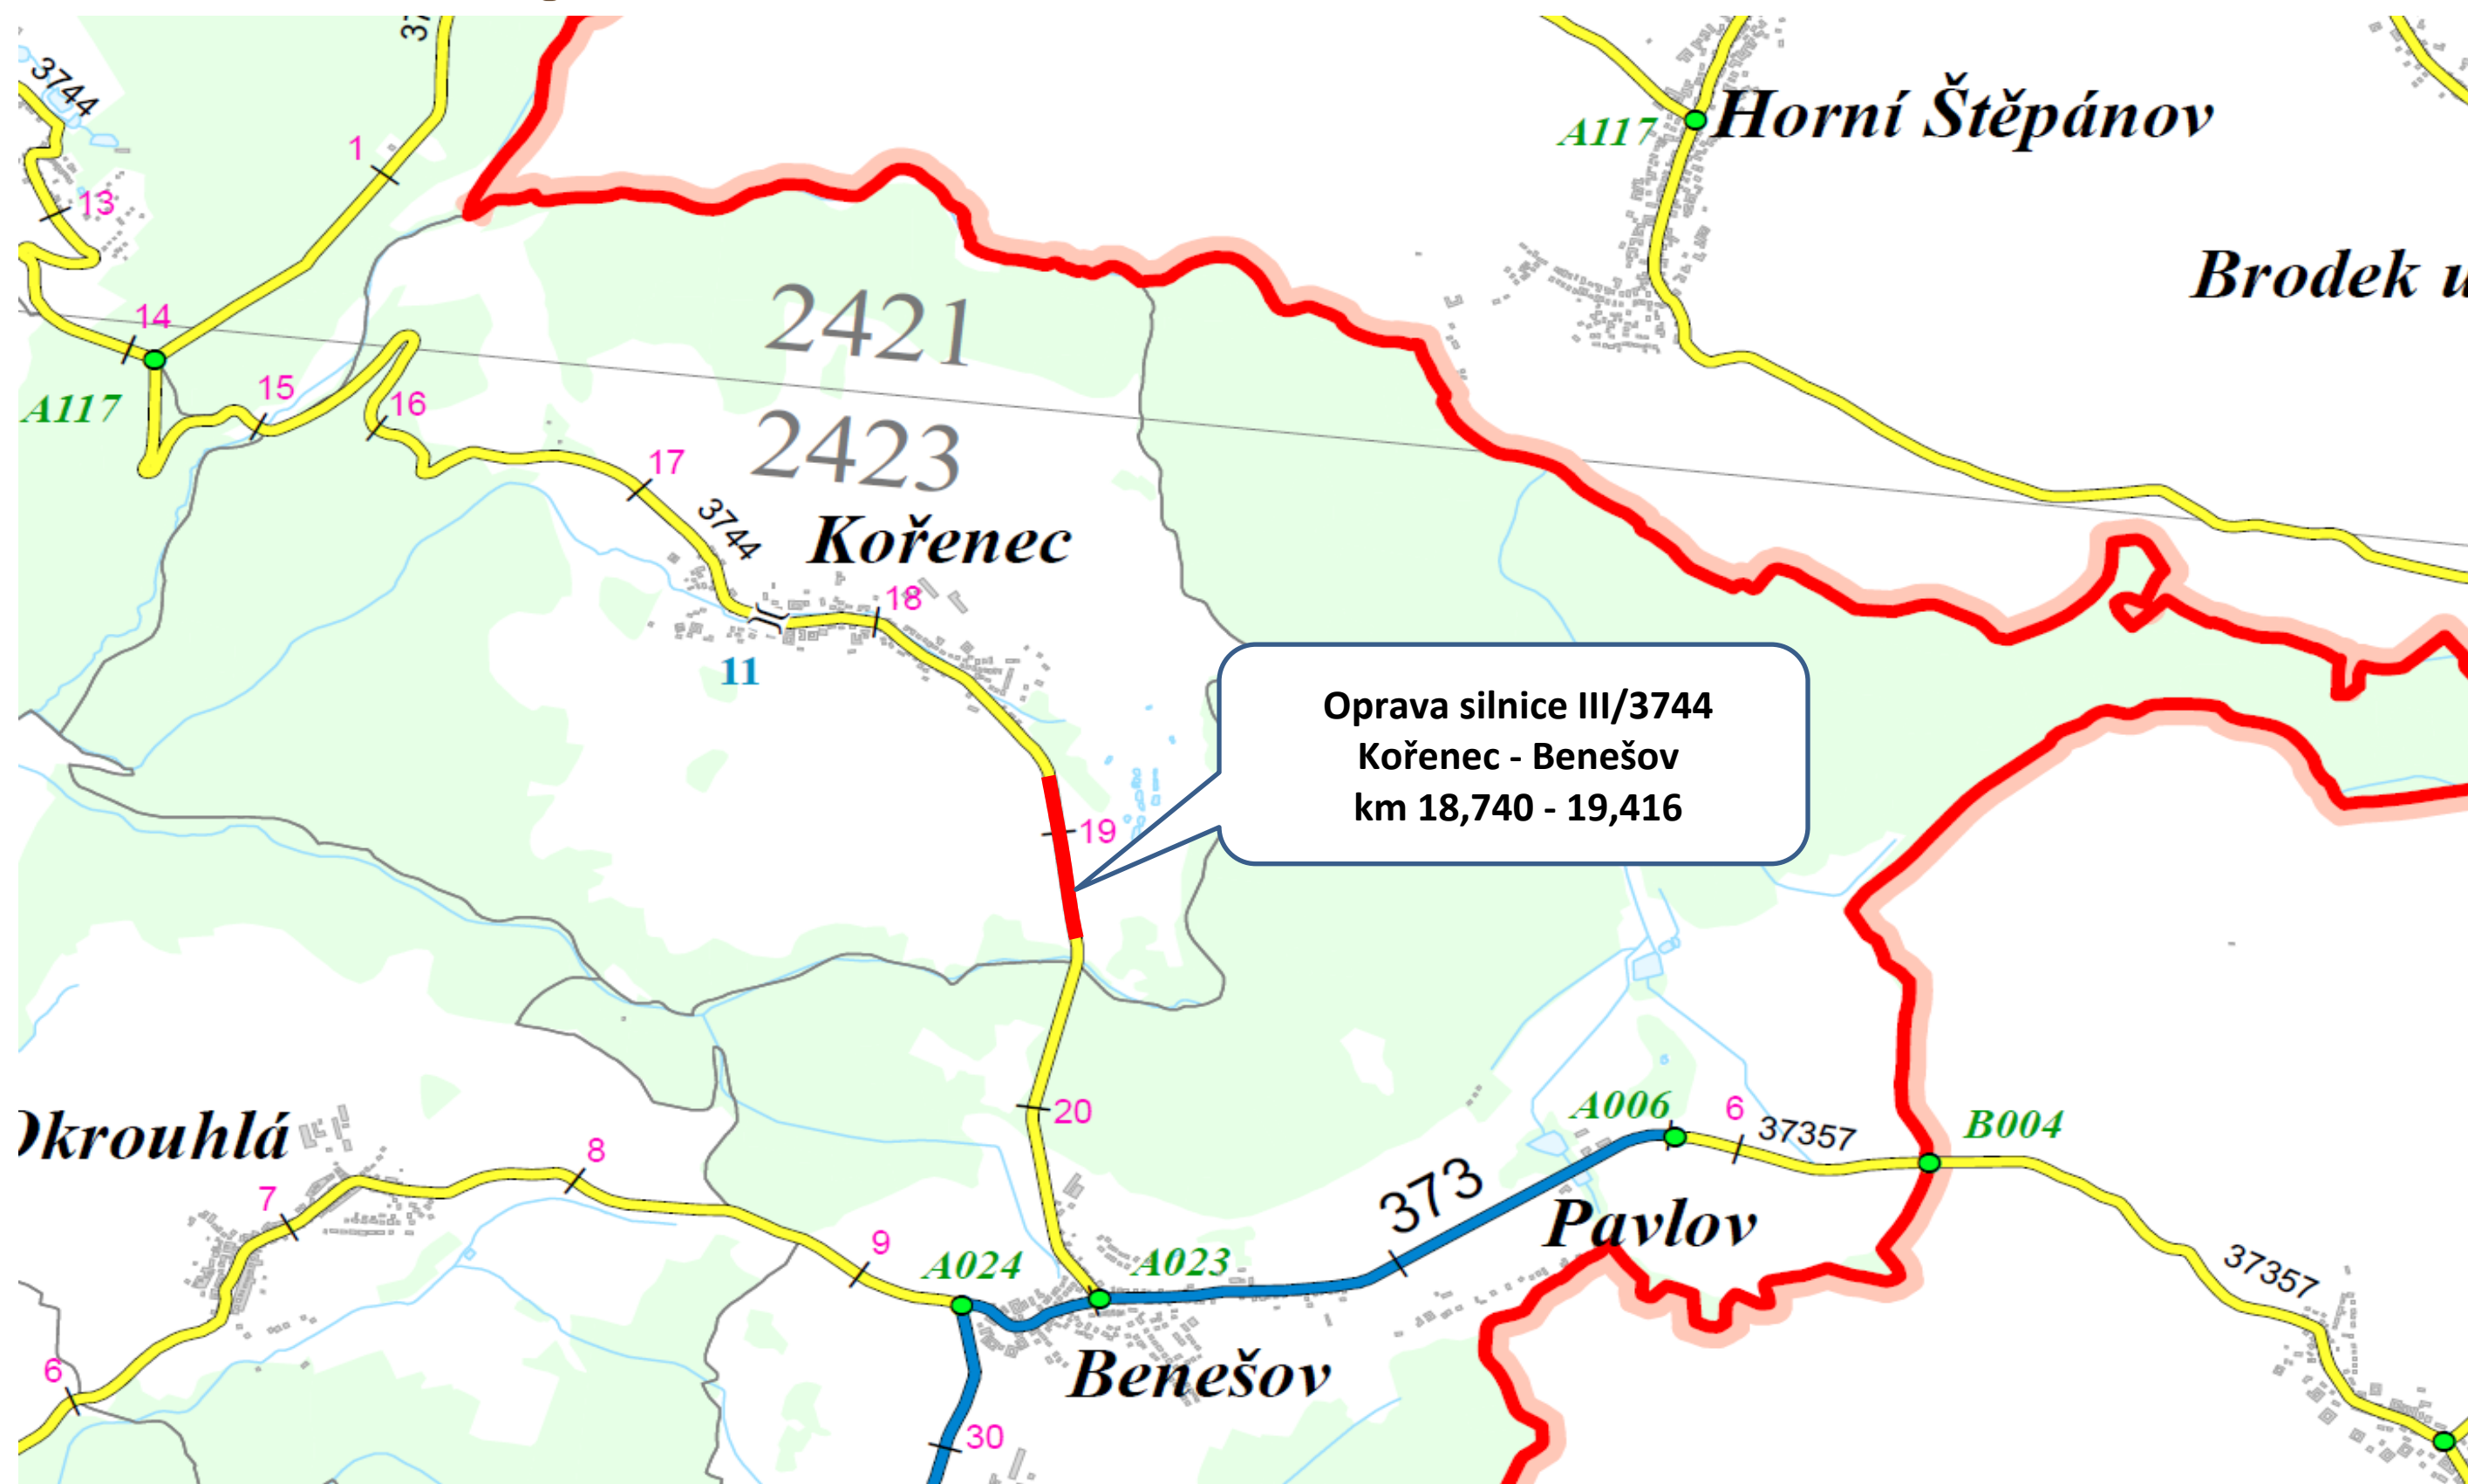 3744
1
13
14
A117
15
16
2421
2423
17
3744
Kořenec
18
11
A117
Horní Štěpánov
Brodek u
Oprava silnice III/3744
Kořenec - Benešov
km 18,740 - 19,416
19
20
Okrouhlá
6
7
8
9
A024
A023
30
Benešov
373
A006
6
37357
B004
Pavlov
37357